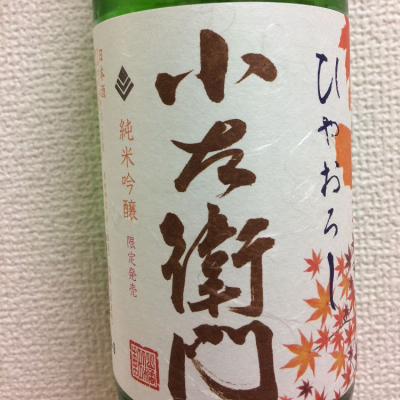 ひやおろし
小左衛門
純米吟醸 限定発売
日本酒